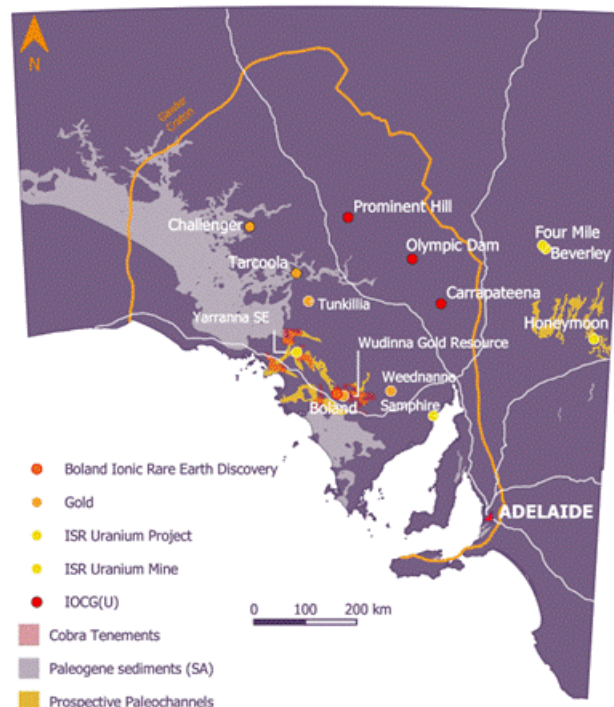 N
Gawler
Craton
Prominent Hill
Challenger
Four Mile
Beverley
Olympic Dam
Tarcoola
Tunkillia
Carrapateena
Yarranna SE
Honeymoon
Wudinna Gold Resource
Weednanna
Boland
Samphire
ADELAIDE
Boland Ionic Rare Earth Discovery
Gold
ISR Uranium Project
ISR Uranium Mine
IOCG(U)
0 100 200 km
Cobra Tenements
Paleogene sediments (SA)
Prospective Paleochannels